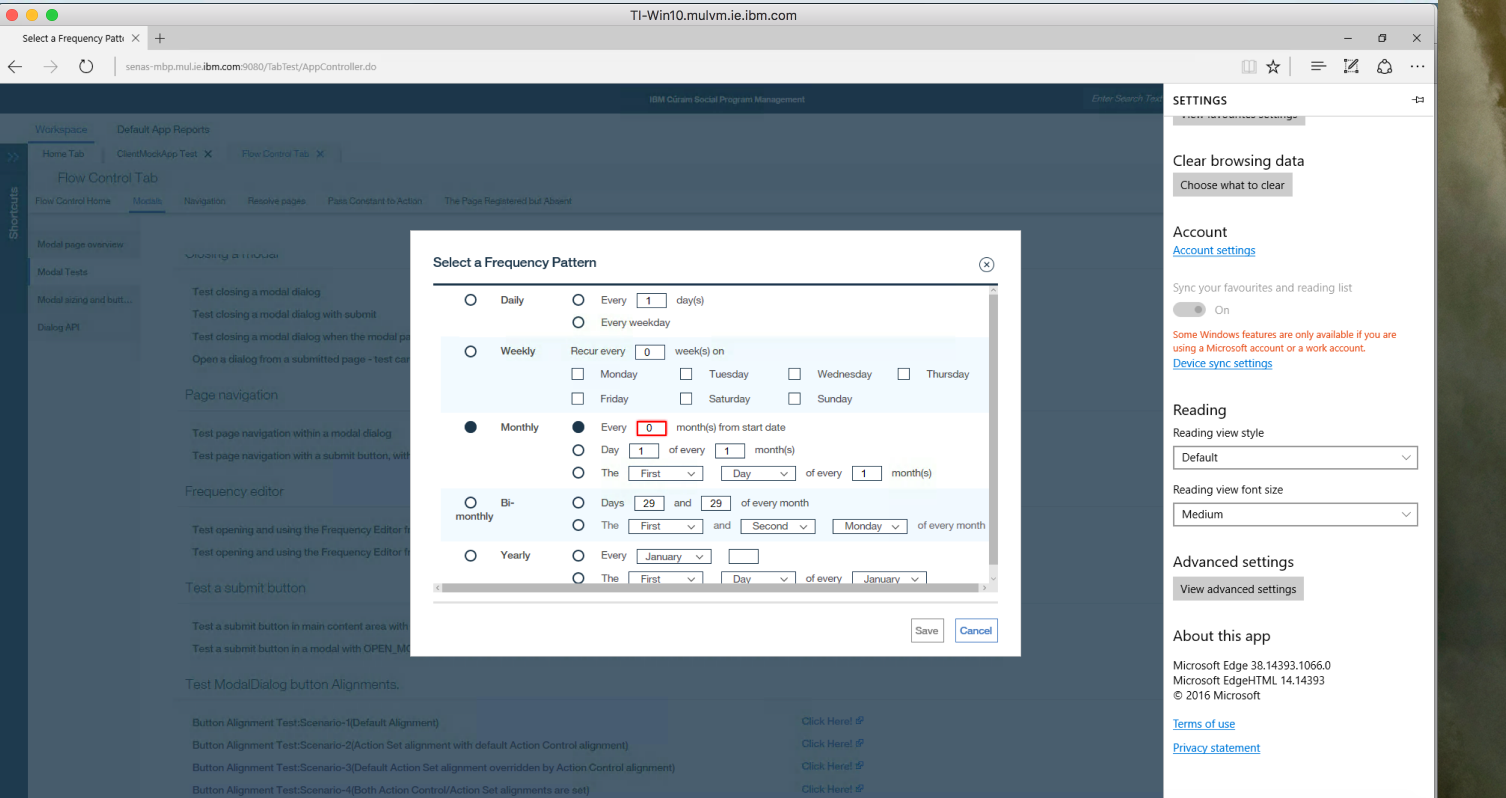 TI-Win10.mulvm.ie.ibm.com
Select a Frequency Patte
senas-mbp.mul.ie.ibm.com:9080/TabTest/AppController.do
IBM Cúram Social Program Management
Enter Search Text
Workspace Default App Reports
Home Tab ClientMockApp Test Flow Control Tab
Shortcuts
Flow Control Tab
Flow Control Home Modals Navigation Resolve pages Pass Constant to Action The Page Registered but Absent
Modal page overview
Modal Tests
Modal sizing and butt...
Dialog API
Closing a modal
Test closing a modal dialog
Test closing a modal dialog with submit
Test closing a modal dialog when the modal pa
Open a dialog from a submitted page - test can
Page navigation
Test page navigation within a modal dialog
Test page navigation with a submit button, with
Frequency editor
Test opening and using the Frequency Editor fr
Test opening and using the Frequency Editor fr
Test a submit button
Test a submit button in main content area with
Test a submit button in a modal with OPEN_MO
Test ModalDialog button Alignments.
Button Alignment Test:Scenario-1(Default Alignment) Click Here!
Button Alignment Test:Scenario-2(Action Set alignment with default Action Control alignment) Click Here!
Button Alignment Test:Scenario-3(Default Action Set alignment overridden by Action Control alignment) Click Here!
Button Alignment Test:Scenario-4(Both Action Control/Action Set alignments are set) Click Here!
Select a Frequency Pattern
Daily Every 1 day(s)
Every weekday
Weekly Recur every 0 week(s) on
Monday Tuesday Wednesday Thursday
Friday Saturday Sunday
Monthly Every 0 month(s) from start date
Day 1 of every 1 month(s)
The First Day of every 1 month(s)
Bi-monthly Days 29 and 29 of every month
The First and Second Monday of every month
Yearly Every January
The First Day of every January
Save Cancel
SETTINGS
View favourites settings
Clear browsing data
Choose what to clear
Account
Account settings
Sync your favourites and reading list
On
Some Windows features are only available if you are
using a Microsoft account or a work account.
Device sync settings
Reading
Reading view style
Default
Reading view font size
Medium
Advanced settings
View advanced settings
About this app
Microsoft Edge 38.14393.1066.0
Microsoft EdgeHTML 14.14393
© 2016 Microsoft
Terms of use
Privacy statement